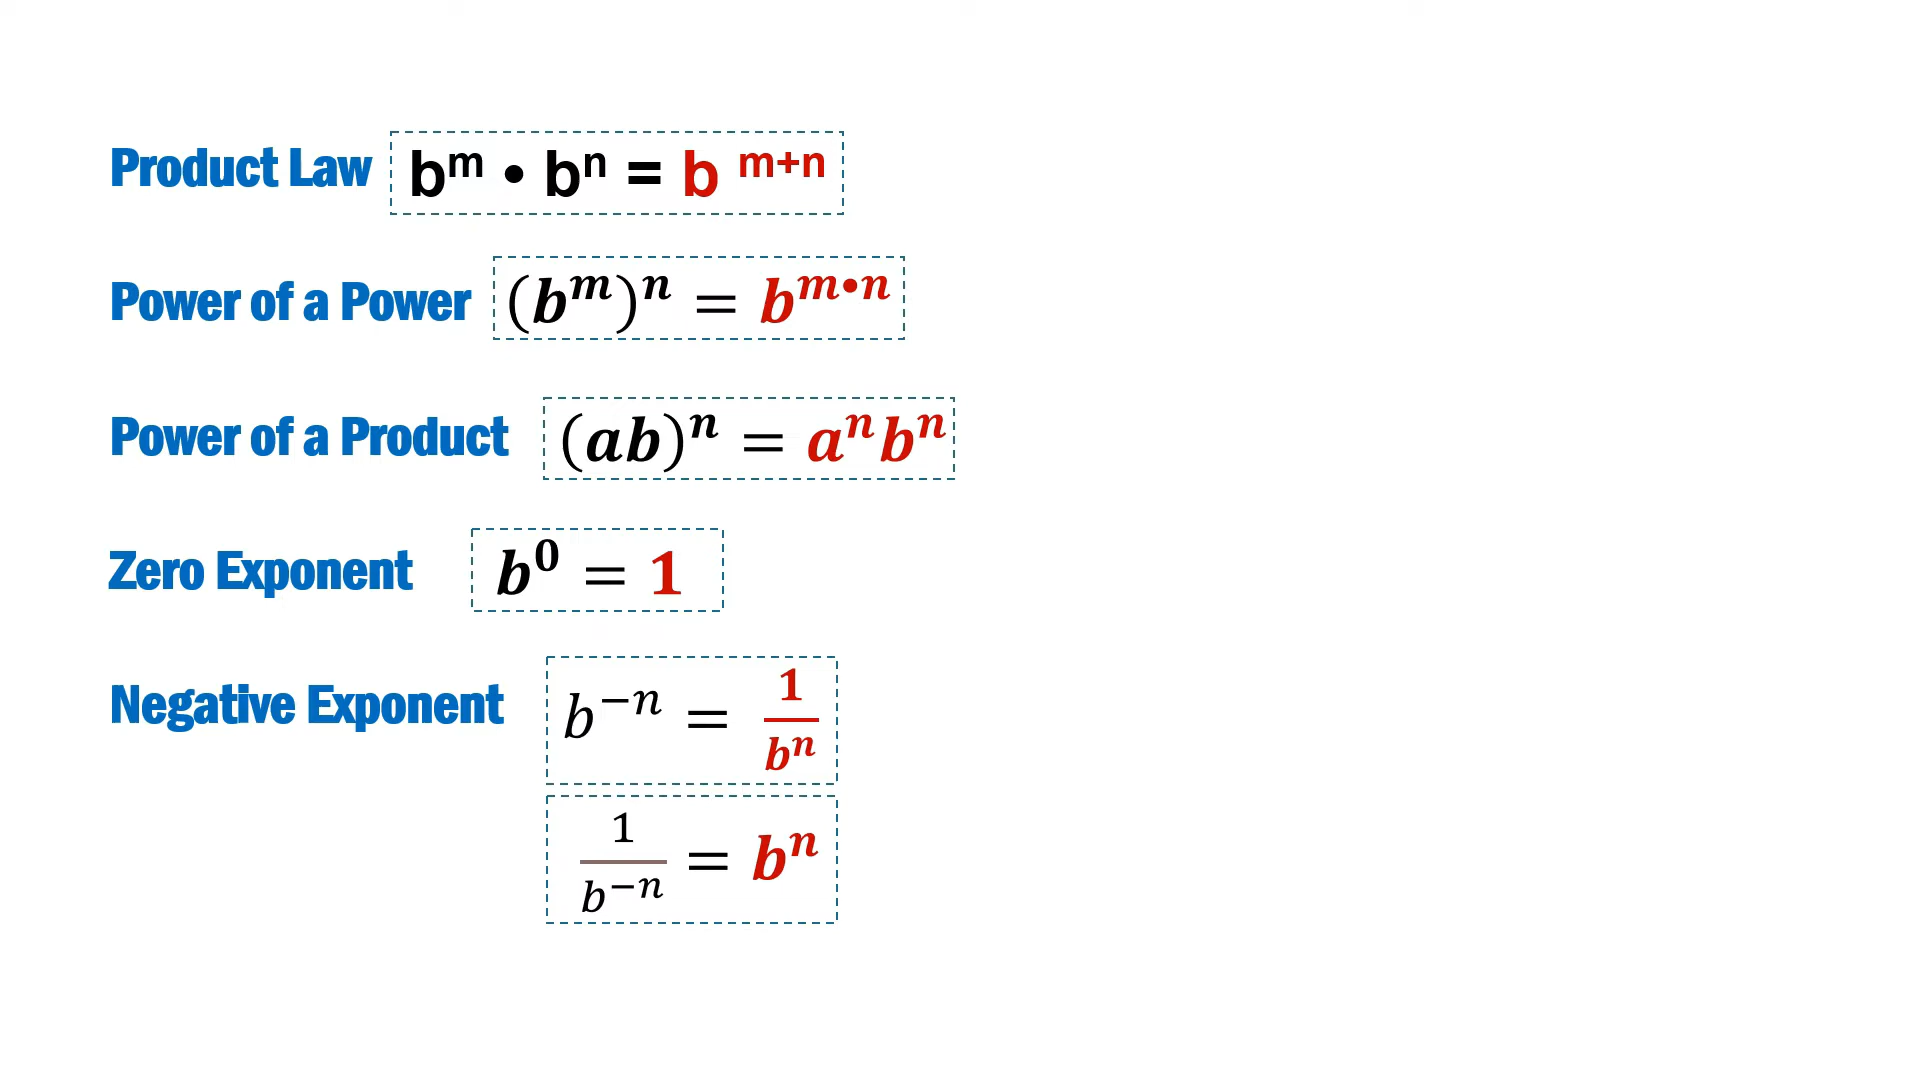 Product Law bᵐ • bⁿ = b ᵐ⁺ⁿ
Power of a Power (bᵐ)ⁿ = b^{m•n}
Power of a Product (ab)ⁿ = aⁿbⁿ
Zero Exponent b⁰ = 1
Negative Exponent b⁻ⁿ = 1/bⁿ
1/b⁻ⁿ = bⁿ